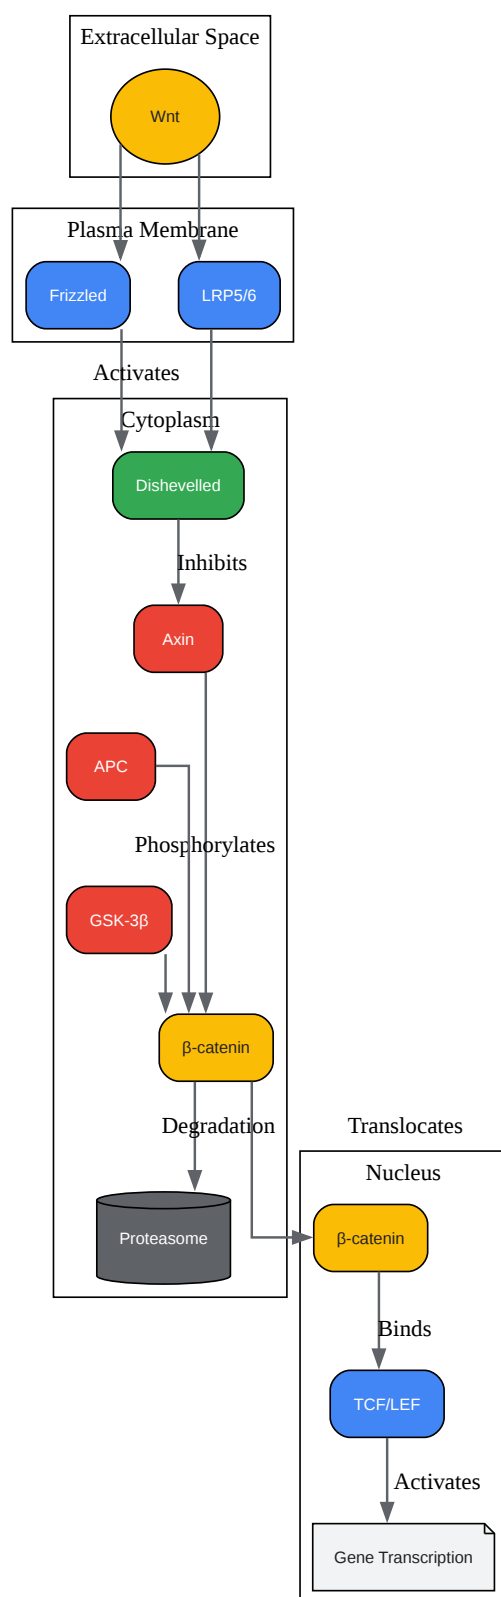 Extracellular Space
Wnt
Plasma Membrane
Frizzled
LRP5/6
Activates
Cytoplasm
Dishevelled
Inhibits
Axin
APC
Phosphorylates
GSK-3β
β-catenin
Degradation
Translocates
Nucleus
Proteasome
β-catenin
Binds
TCF/LEF
Activates
Gene Transcription